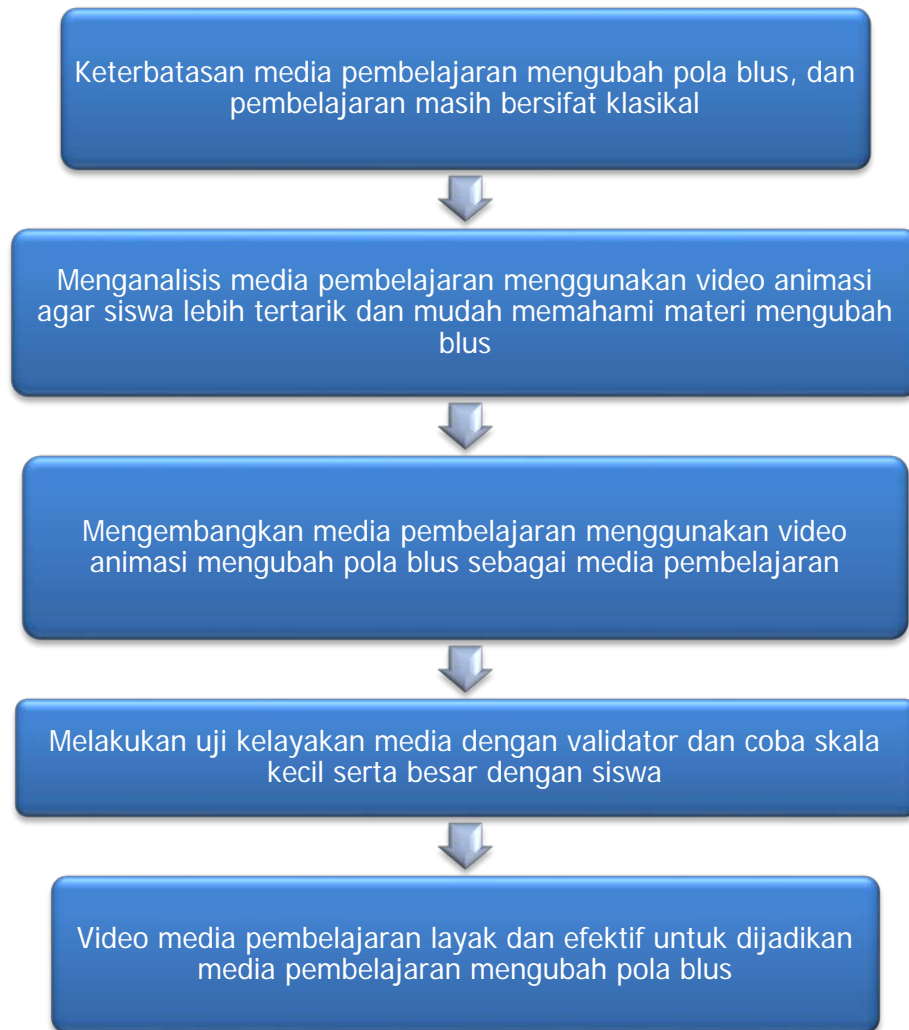 Keterbatasan media pembelajaran mengubah pola blus, dan
pembelajaran masih bersifat klasikal
Menganalisis media pembelajaran menggunakan video animasi
agar siswa lebih tertarik dan mudah memahami materi mengubah
blus
Mengembangkan media pembelajaran menggunakan video
animasi mengubah pola blus sebagai media pembelajaran
Melakukan uji kelayakan media dengan validator dan coba skala
kecil serta besar dengan siswa
Video media pembelajaran layak dan efektif untuk dijadikan
media pembelajaran mengubah pola blus